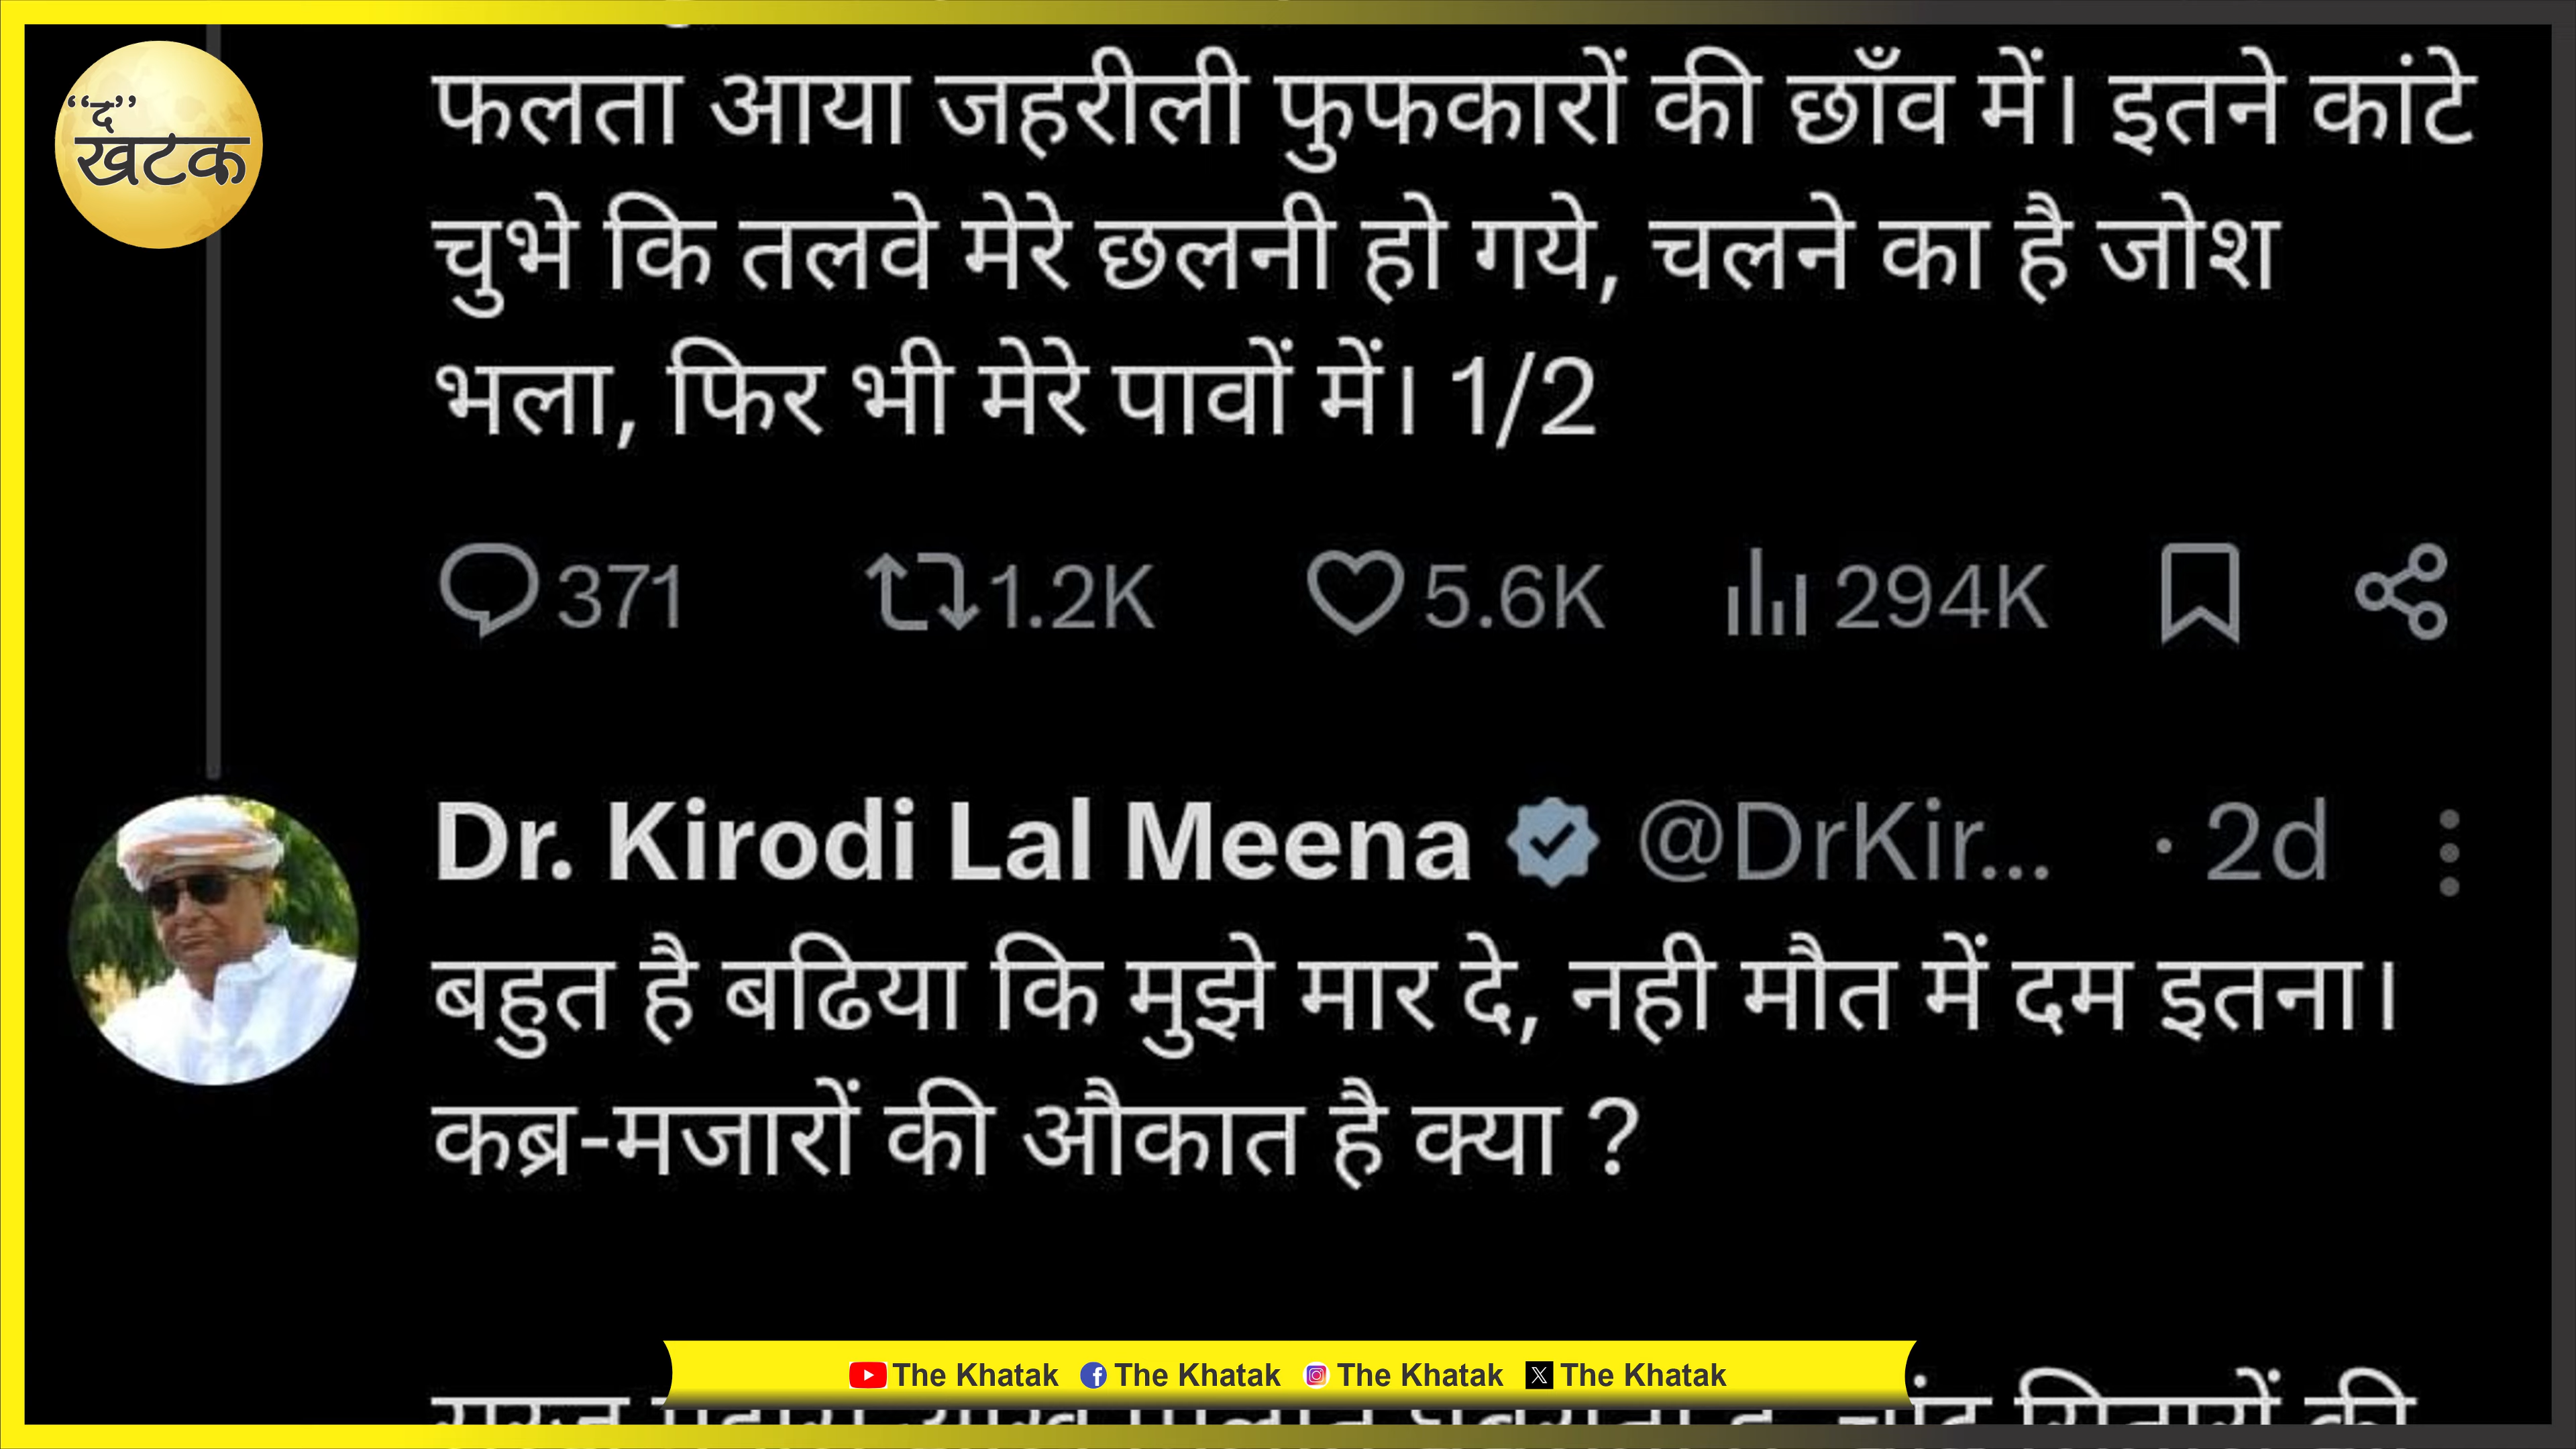 “द”
खटक
फलता आया जहरीली फुफकारों की छाँव में। इतने कांटे
चुभे कि तलवे मेरे छलनी हो गये, चलने का है जोश
भला, फिर भी मेरे पावों में। 1/2
371 1.2K 5.6K 294K
Dr. Kirodi Lal Meena @DrKir... · 2d
बहुत है बढिया कि मुझे मार दे, नही मौत में दम इतना।
कब्र-मजारों की औकात है क्या ?
The Khatak The Khatak The Khatak The Khatak